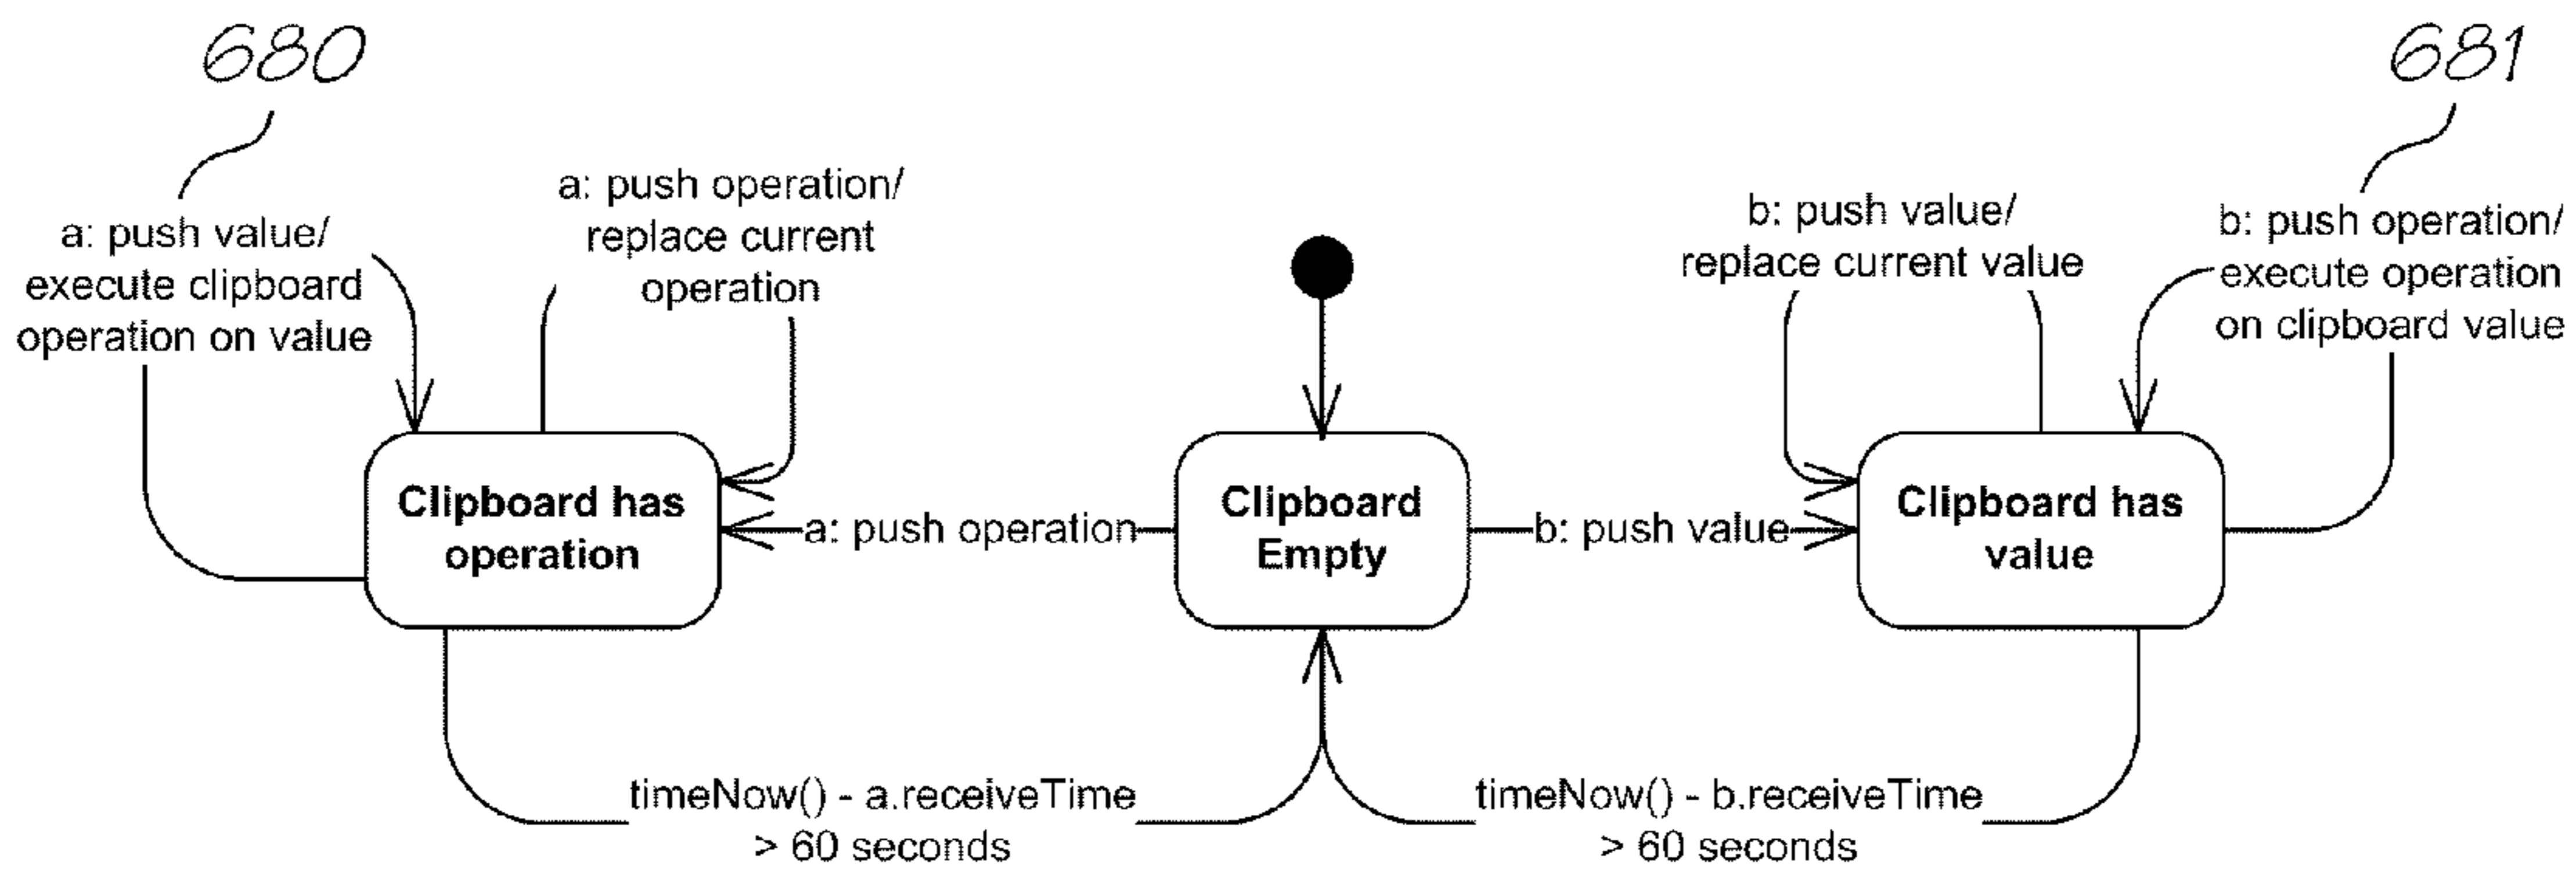 680
681
a: push value/
execute clipboard
operation on value
a: push operation/
replace current
operation
b: push value/
replace current value
b: push operation/
execute operation
on clipboard value
Clipboard has
operation
a: push operation
Clipboard
Empty
b: push value
Clipboard has
value
timeNow() - a.receiveTime
> 60 seconds
timeNow() - b.receiveTime
> 60 seconds